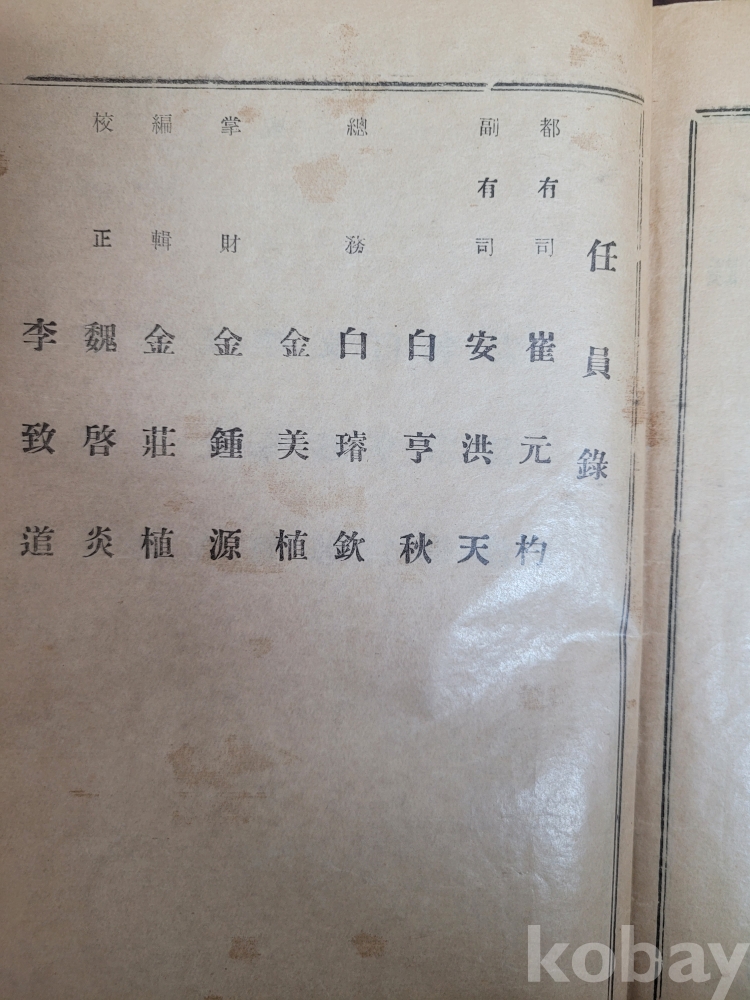 任員錄
都有司 崔元杓
副有司 安洪天
白亨秋
總務 白璿欽
金美植
掌財 金鍾源
編輯 金莊植
校正 魏啓炎
李致道
kobay